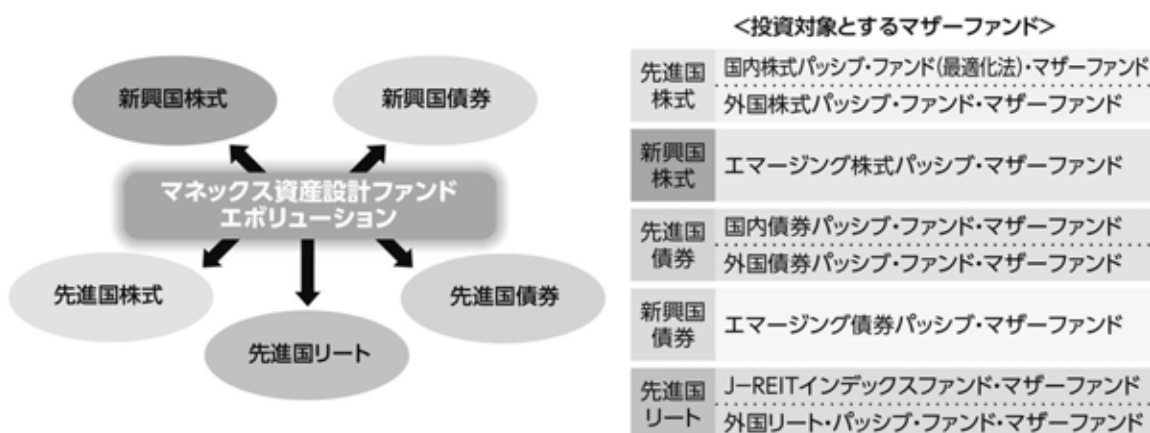 新興国株式
新興国債券
マネックス資産設計ファンド
エボリューション
先進国株式
先進国債券
先進国リート
<投資対象とするマザーファンド>
先進国
株式
国内株式パッシブ・ファンド(最適化法)・マザーファンド
外国株式パッシブ・ファンド・マザーファンド
新興国
株式
エマージング株式パッシブ・マザーファンド
先進国
債券
国内債券パッシブ・ファンド・マザーファンド
外国債券パッシブ・ファンド・マザーファンド
新興国
債券
エマージング債券パッシブ・マザーファンド
先進国
リート
J-REITインデックスファンド・マザーファンド
外国リート・パッシブ・ファンド・マザーファンド